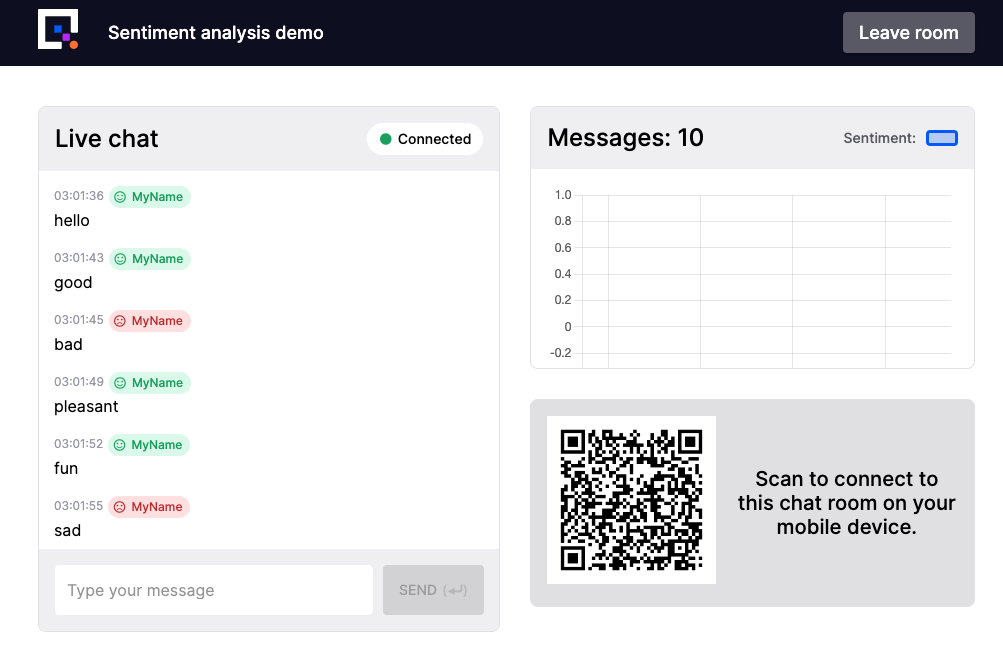 Sentiment analysis demo
Leave room
Live chat
Connected
03:01:36 MyName
hello
03:01:43 MyName
good
03:01:45 MyName
bad
03:01:49 MyName
pleasant
03:01:52 MyName
fun
03:01:55 MyName
sad
Type your message
SEND (↵)
Messages: 10
Sentiment:
1.0
0.8
0.6
0.4
0.2
0
-0.2
Scan to connect to
this chat room on your
mobile device.